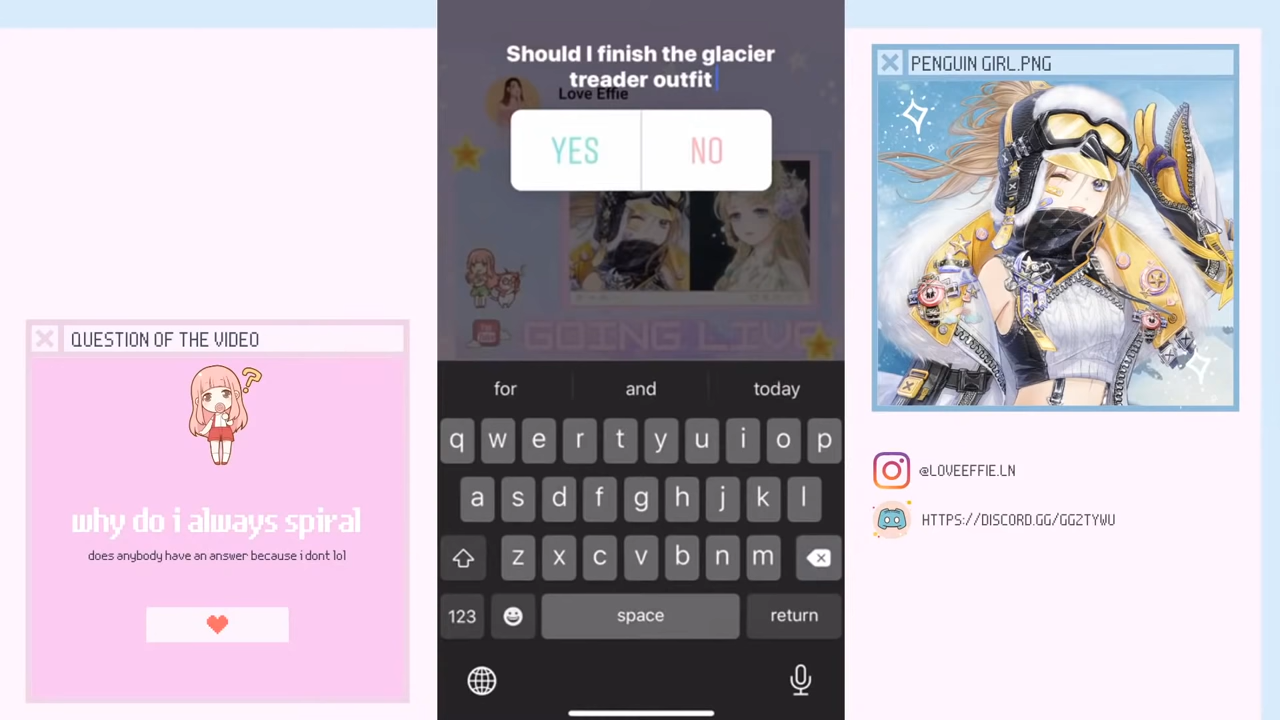 Should I finish the glacier
treader outfit
Love Effie
YES
NO
GOING LIVE
for
and
today
q w e r t y u i o p
a s d f g h j k l
z x c v b n m
123
space
return
QUESTION OF THE VIDEO
why do i always spiral
does anybody have an answer because i dont lol
PENGUIN GIRL.PNG
@LOVEEFFIE.LN
HTTPS://DISCORD.GG/GG2TYWU